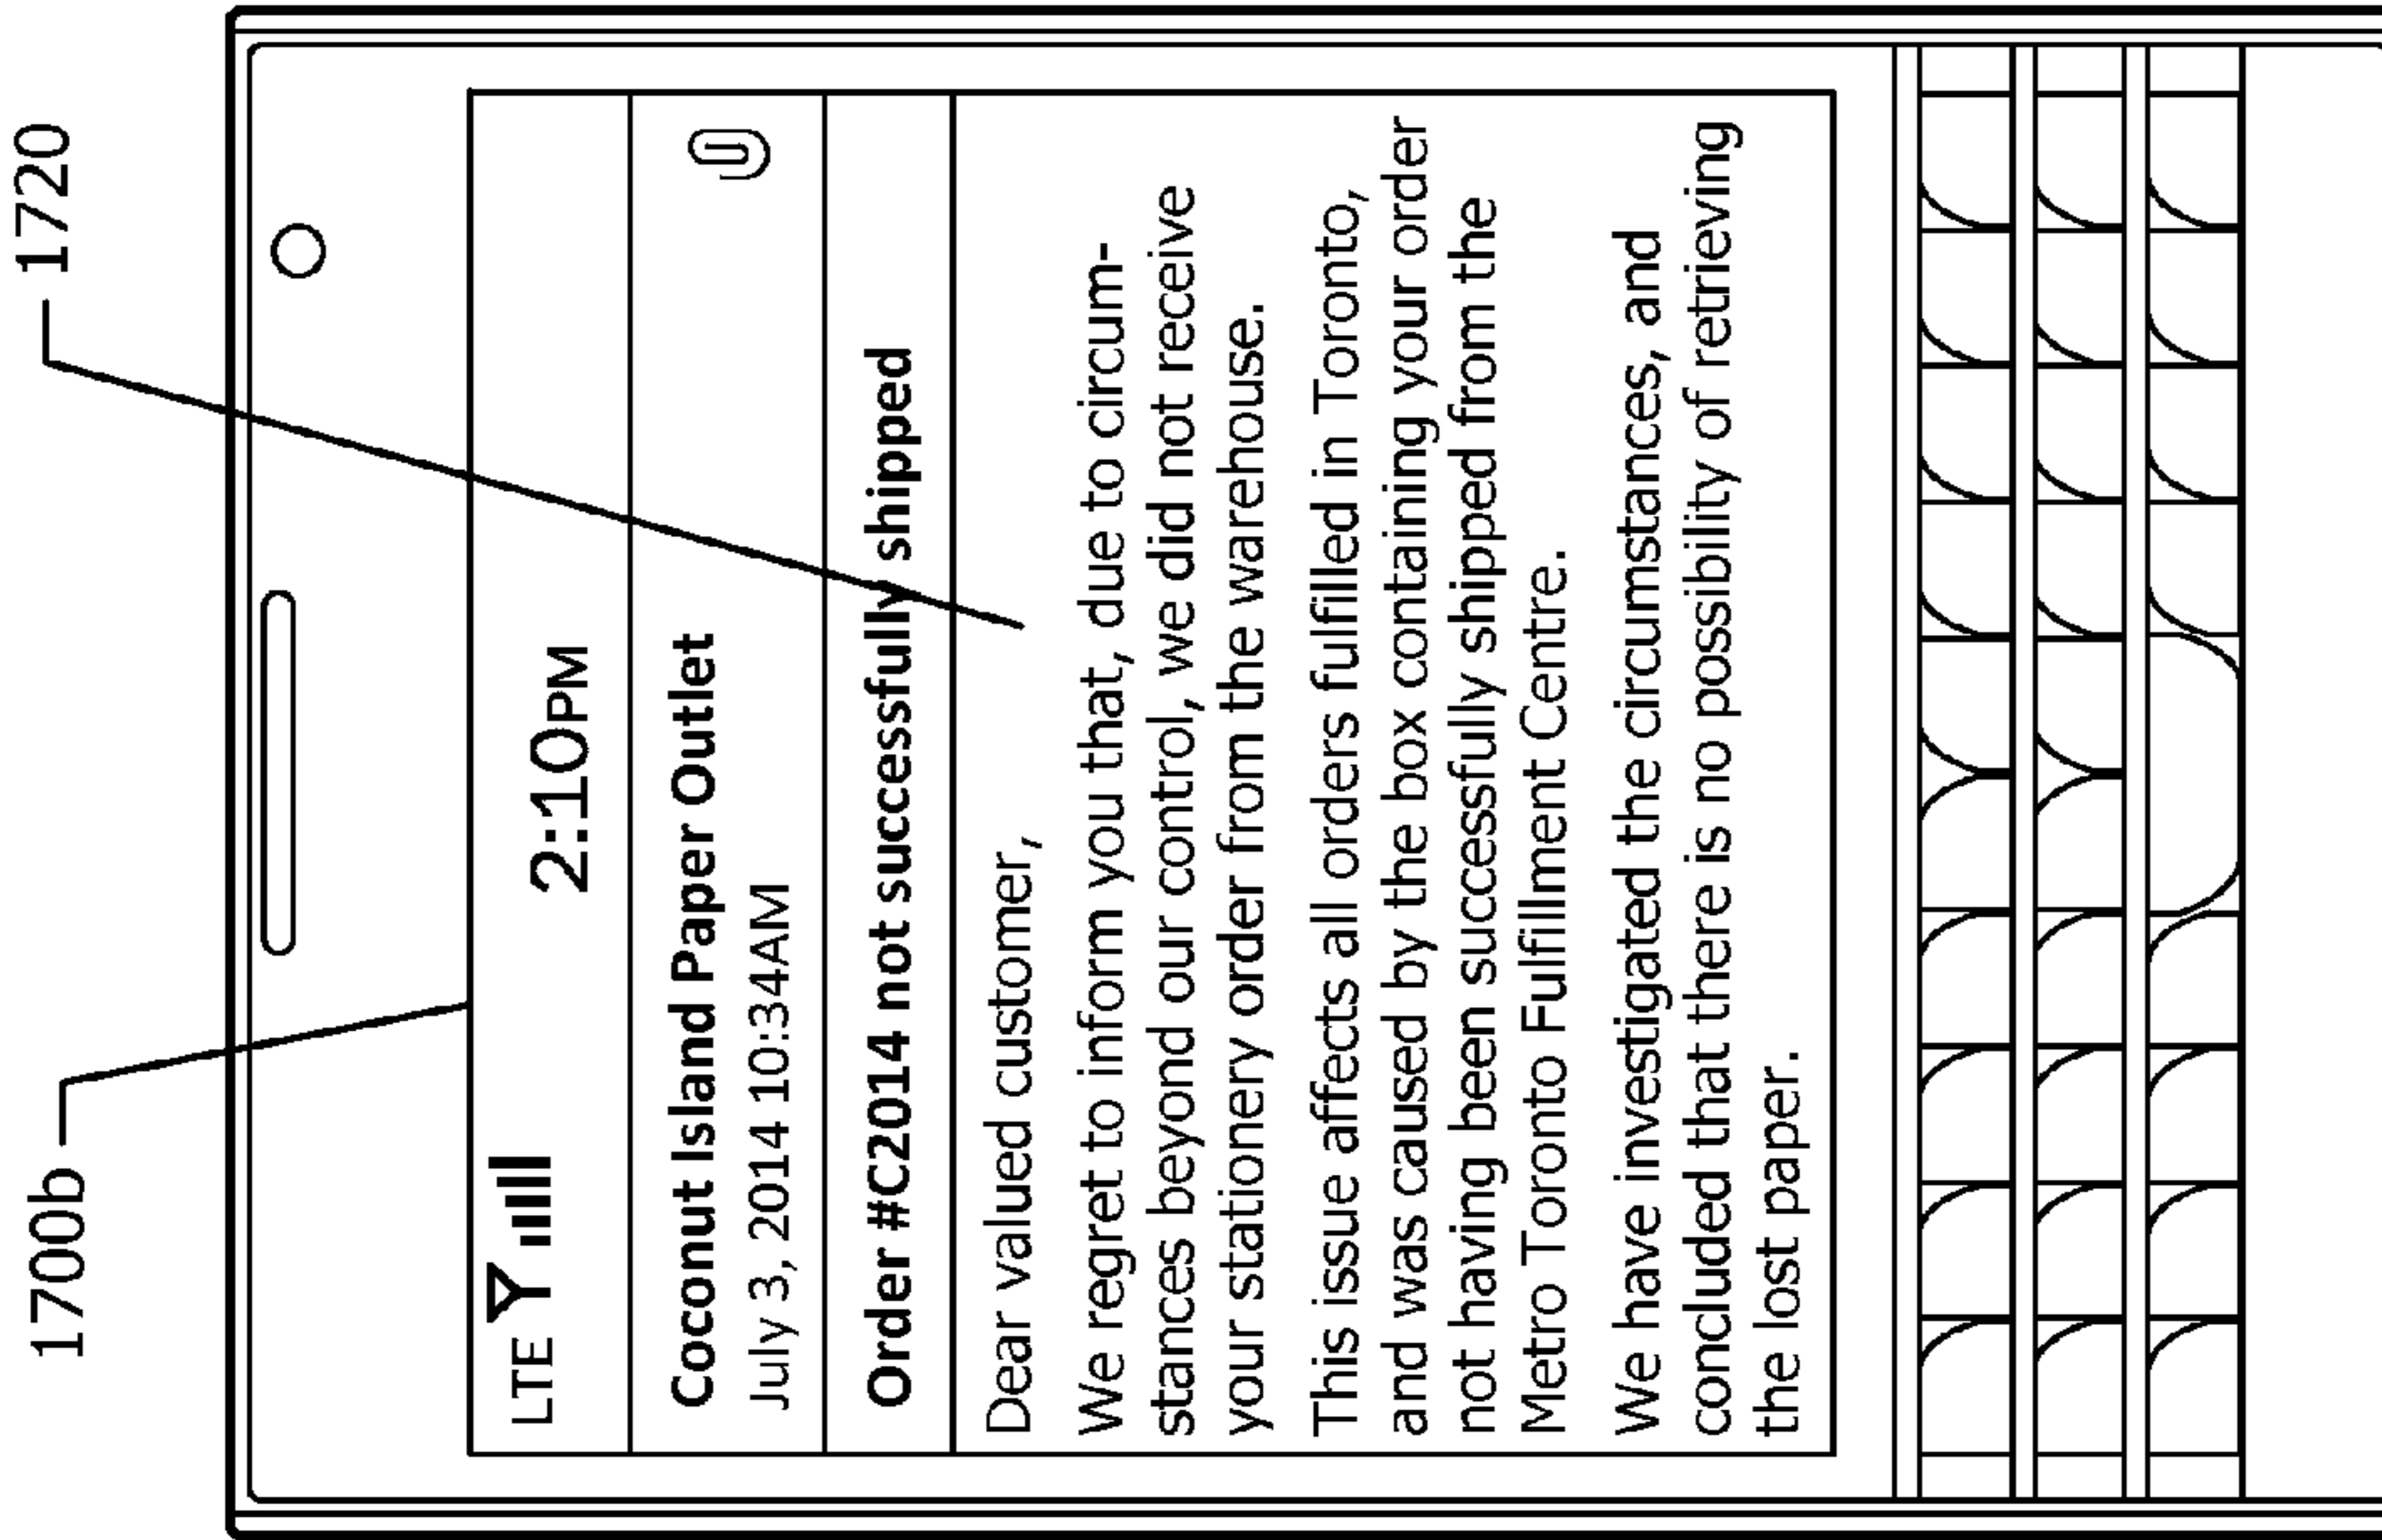 1700b
1720
LTE
2:10PM
Coconut Island Paper Outlet
July 3, 2014 10:34AM
Order #C2014 not successfully shipped
Dear valued customer,
We regret to inform you that, due to circum-
stances beyond our control, we did not receive
your stationery order from the warehouse.
This issue affects all orders fulfilled in Toronto,
and was caused by the box containing your order
not having been successfully shipped from the
Metro Toronto Fulfillment Centre.
We have investigated the circumstances, and
concluded that there is no possibility of retrieving
the lost paper.